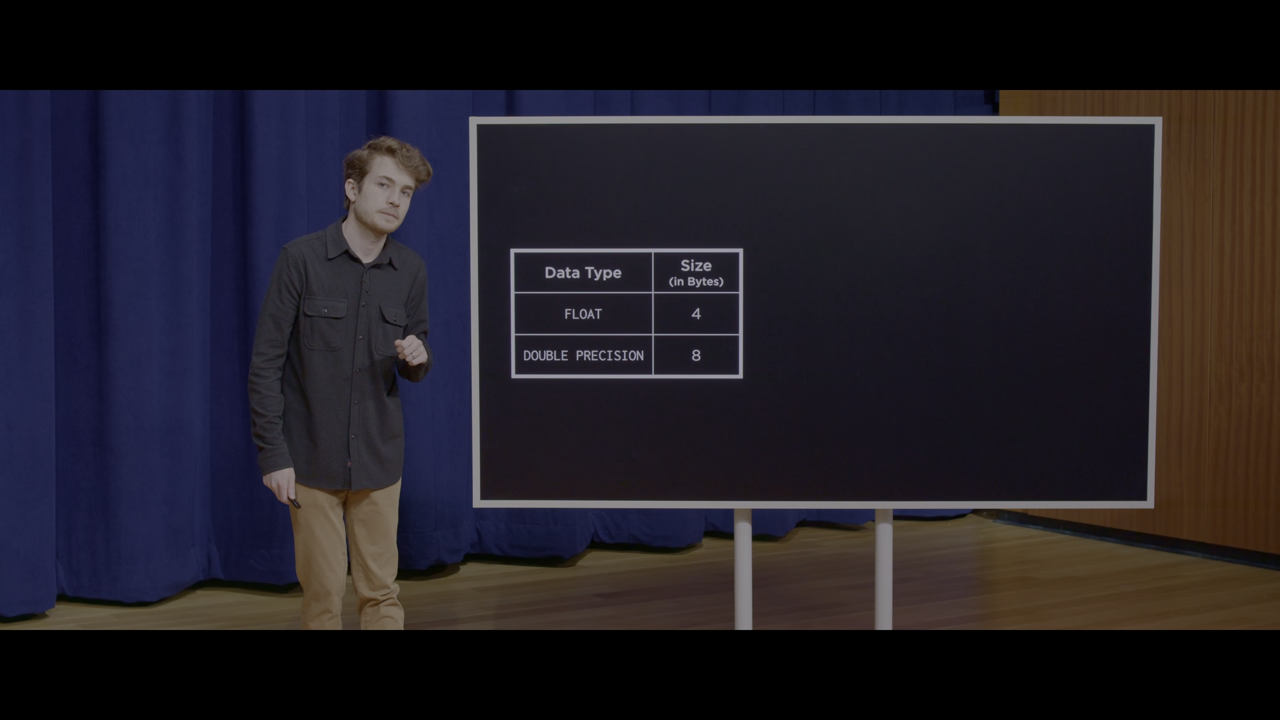 Data Type
Size
(in Bytes)
FLOAT
4
DOUBLE PRECISION
8